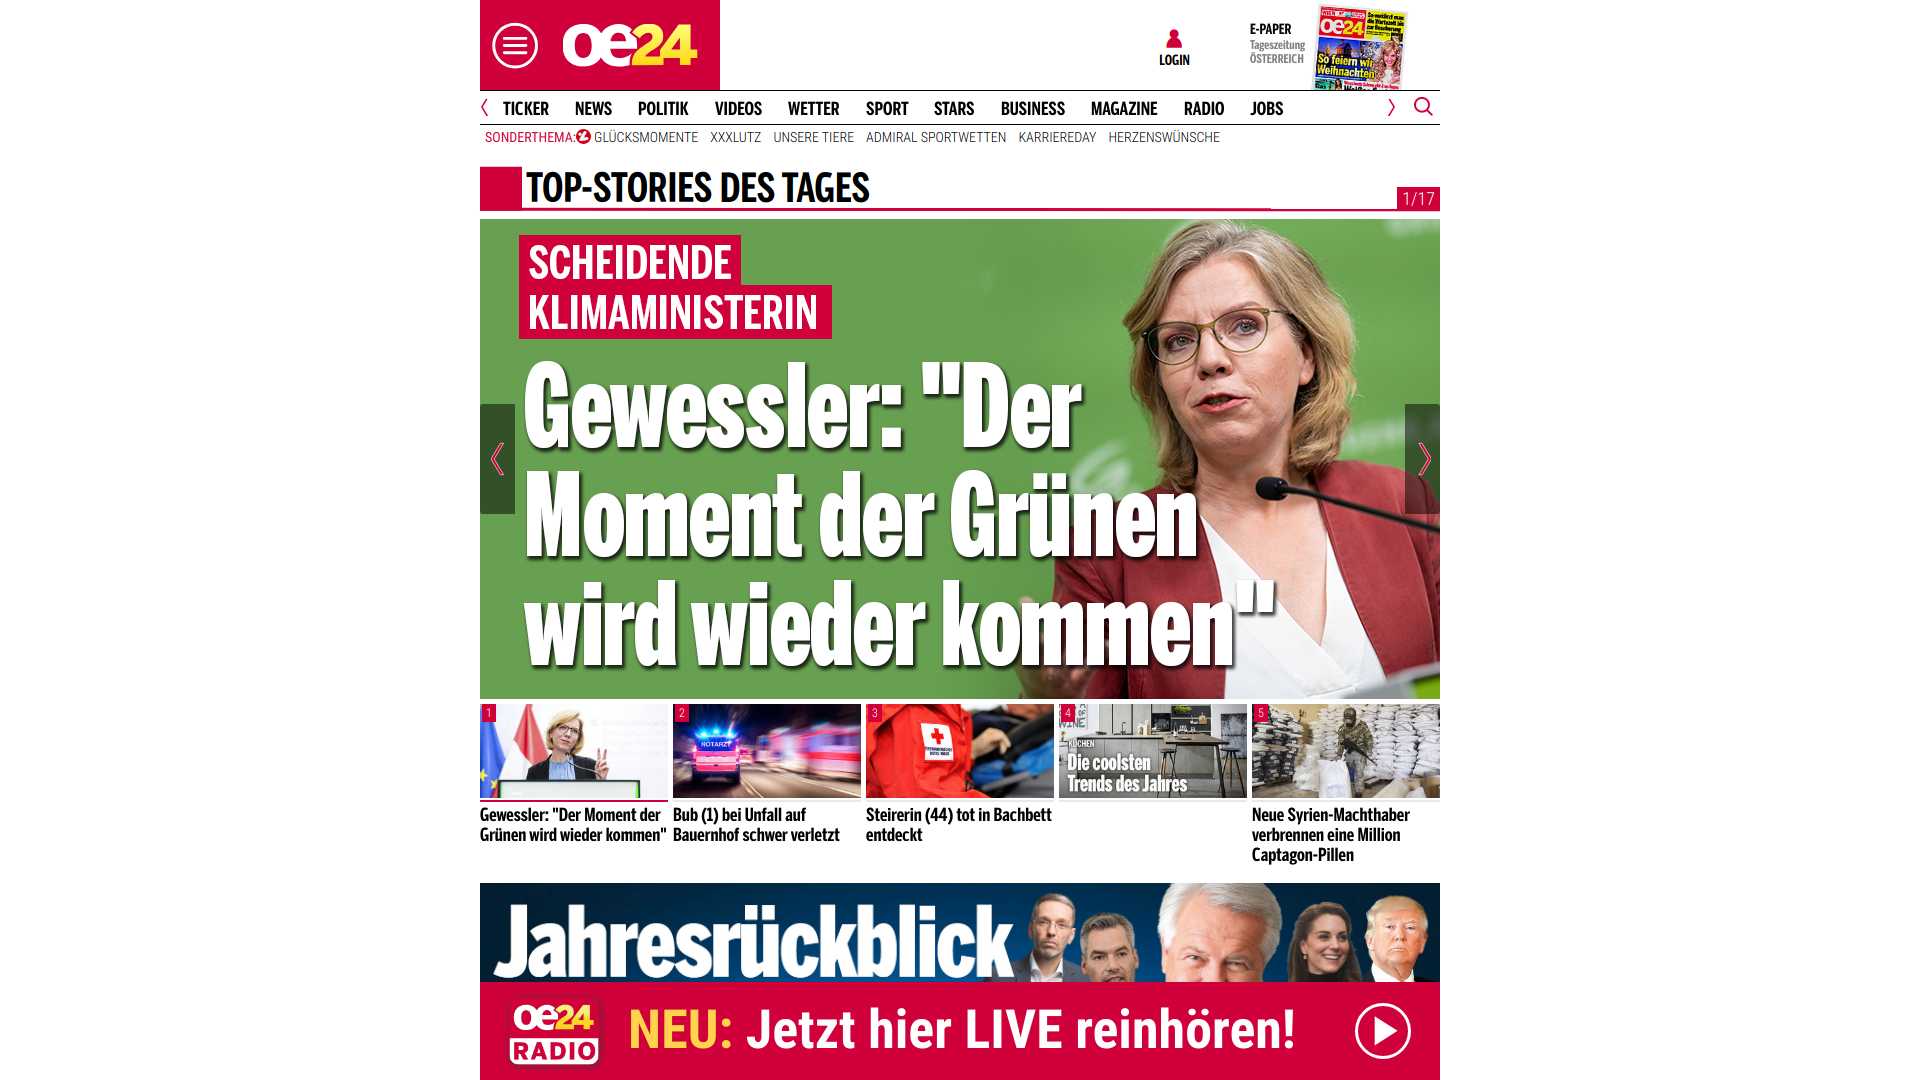 oe24
LOGIN
E-PAPER
Tageszeitung
ÖSTERREICH
oe24
So feiern wir
Weihnachten
TICKER NEWS POLITIK VIDEOS WETTER SPORT STARS BUSINESS MAGAZINE RADIO JOBS
SONDERTHEMA: GLÜCKSMOMENTE XXXLUTZ UNSERE TIERE ADMIRAL SPORTWETTEN KARRIEREDAY HERZENSWÜNSCHE
TOP-STORIES DES TAGES
1/17
SCHEIDENDE
KLIMAMINISTERIN
Gewessler: "Der
Moment der Grünen
wird wieder kommen"
1
2
3
4
5
NOTARZT
KÜCHEN
Die coolsten
Trends des Jahres
Gewessler: "Der Moment der
Grünen wird wieder kommen"
Bub (1) bei Unfall auf
Bauernhof schwer verletzt
Steirerin (44) tot in Bachbett
entdeckt
Neue Syrien-Machthaber
verbrennen eine Million
Captagon-Pillen
Jahresrückblick
oe24
RADIO
NEU: Jetzt hier LIVE reinhören!